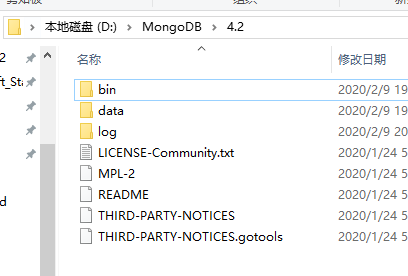 本地磁盘 (D:) › MongoDB › 4.2
名称 修改日期
bin 2020/2/9 19
data 2020/2/9 19
log 2020/2/9 20
LICENSE-Community.txt 2020/1/24 5
MPL-2 2020/1/24 5
README 2020/1/24 5
THIRD-PARTY-NOTICES 2020/1/24 5
THIRD-PARTY-NOTICES.gotools 2020/1/24 5